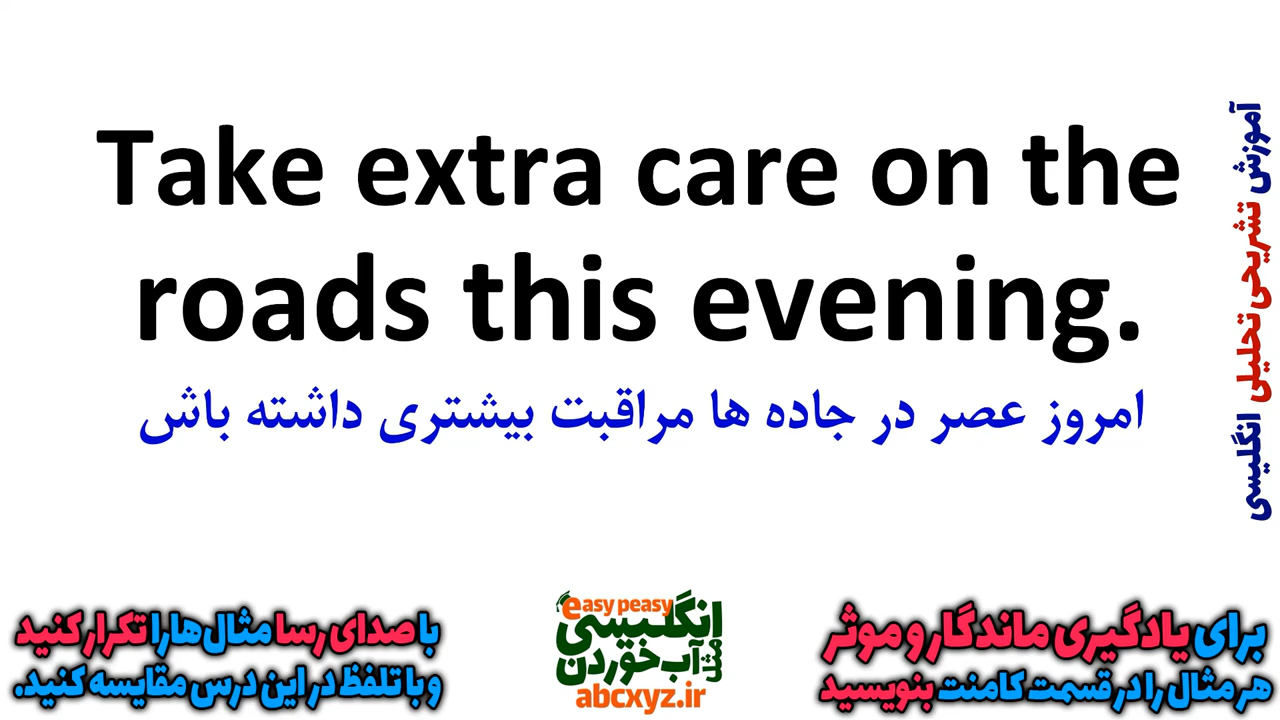 Take extra care on the
roads this evening.
امروز عصر در جاده ها مراقبت بیشتری داشته باش
آموزش تشریحی تحلیلی انگلیسی
برای یادگیری ماندگار و موثر
هر مثال را در قسمت کامنت بنویسید
easy peasy
انگلیسی
مثل آب خوردن
abcxyz.ir
با صدای رسا مثال‌ها را تکرار کنید
و با تلفظ در این درس مقایسه کنید.